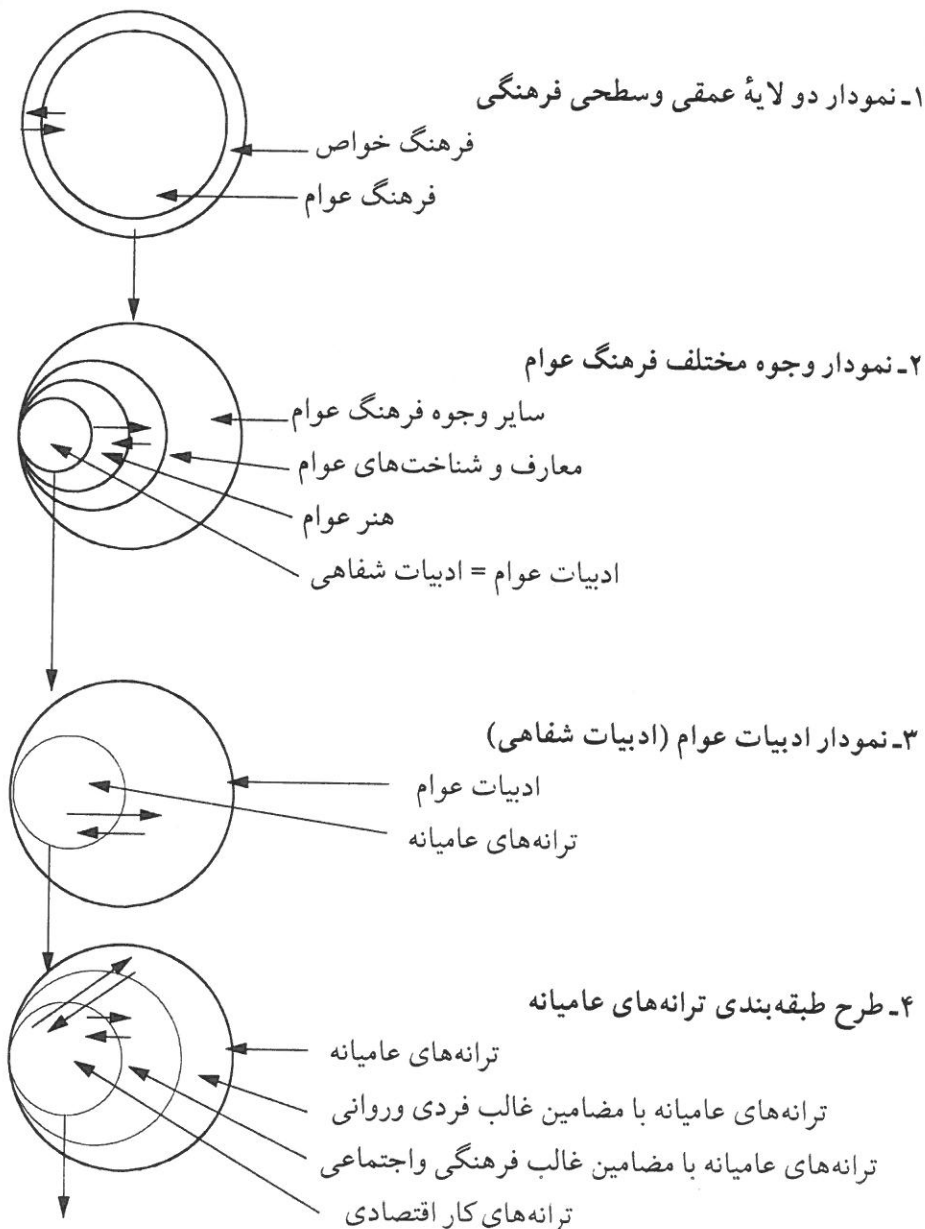 ۱ـ نمودار دو لایهٔ عمقی وسطحی فرهنگی
فرهنگ خواص
فرهنگ عوام
۲ـ نمودار وجوه مختلف فرهنگ عوام
سایر وجوه فرهنگ عوام
معارف و شناخت‌های عوام
هنر عوام
ادبیات عوام = ادبیات شفاهی
۳ـ نمودار ادبیات عوام (ادبیات شفاهی)
ادبیات عوام
ترانه‌های عامیانه
۴ـ طرح طبقه‌بندی ترانه‌های عامیانه
ترانه‌های عامیانه
ترانه‌های عامیانه با مضامین غالب فردی وروانی
ترانه‌های عامیانه با مضامین غالب فرهنگی واجتماعی
ترانه‌های کار اقتصادی